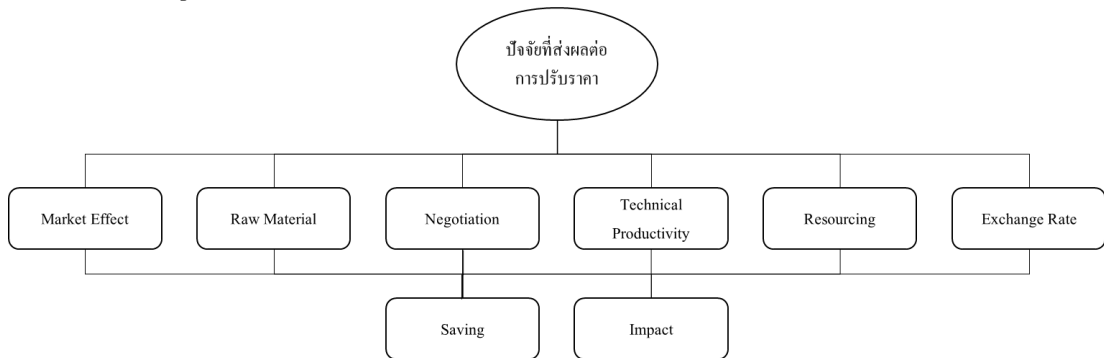 ปัจจัยที่ส่งผลต่อ
การปรับราคา
Market Effect
Raw Material
Negotiation
Technical
Productivity
Resourcing
Exchange Rate
Saving
Impact